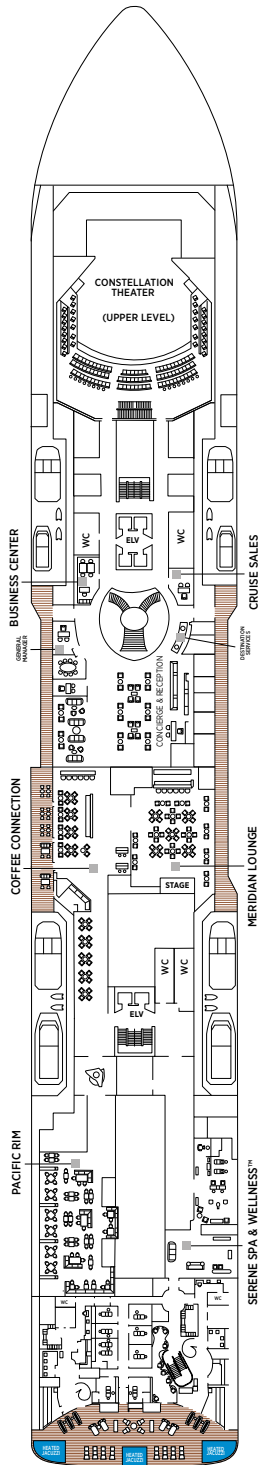 CONSTELLATION
THEATER
(UPPER LEVEL)
WC
ELV
WC
BUSINESS CENTER
CRUISE SALES
GENERAL
MANAGER
DESTINATION
SERVICES
CONCIERGE & RECEPTION
COFFEE CONNECTION
MERIDIAN LOUNGE
STAGE
WC
WC
ELV
PACIFIC RIM
SERENE SPA & WELLNESS™
WC
WC
HEATED
JACUZZI
HEATED
JACUZZI
HEATED
JACUZZI